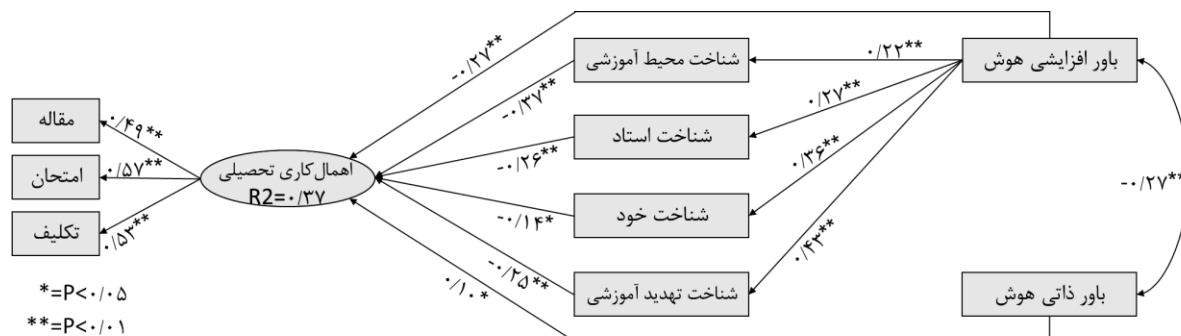 باور افزایشی هوش
شناخت محیط آموزشی
۰/۲۲**
-۰/۲۷**
-۰/۳۷**
۰/۲۷**
شناخت استاد
-۰/۲۶**
۰/۳۶**
شناخت خود
-۰/۱۴*
۰/۴۳**
شناخت تهدید آموزشی
-۰/۲۵**
۰/۱۰*
-۰/۲۷**
باور ذاتی هوش
اهمال‌کاری تحصیلی
R2=۰/۳۷
مقاله
۰/۴۹**
امتحان
۰/۵۷**
تکلیف
۰/۵۳**
*=P<۰/۰۵
**=P<۰/۰۱